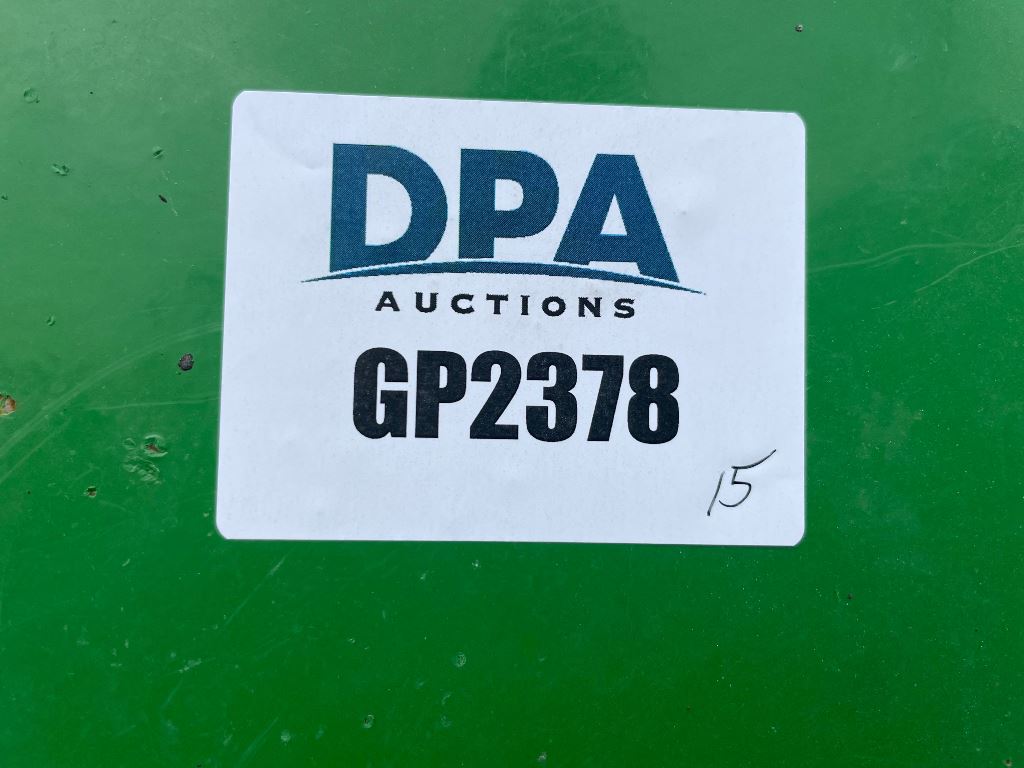 DPA
AUCTIONS
GP2378
15